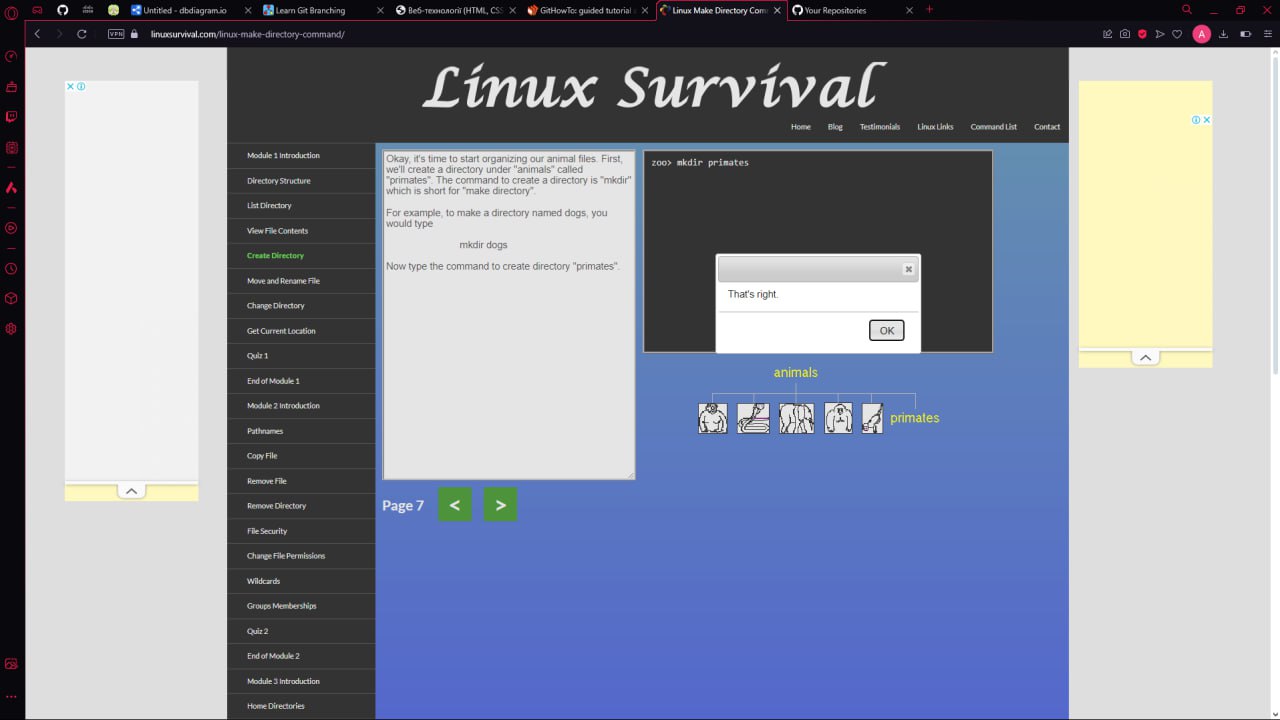 Untitled - dbdiagram.io
Learn Git Branching
Веб-технології (HTML, CSS
GitHowTo: guided tutorial a
Linux Make Directory Com
Your Repositories
VPN
linuxsurvival.com/linux-make-directory-command/
A
Linux Survival
Home
Blog
Testimonials
Linux Links
Command List
Contact
Module 1 Introduction
Directory Structure
List Directory
View File Contents
Create Directory
Move and Rename File
Change Directory
Get Current Location
Quiz 1
End of Module 1
Module 2 Introduction
Pathnames
Copy File
Remove File
Remove Directory
File Security
Change File Permissions
Wildcards
Groups Memberships
Quiz 2
End of Module 2
Module 3 Introduction
Home Directories
Okay, it's time to start organizing our animal files. First,
we'll create a directory under "animals" called
"primates". The command to create a directory is "mkdir"
which is short for "make directory".
For example, to make a directory named dogs, you
would type
mkdir dogs
Now type the command to create directory "primates".
Page 7
<
>
zoo> mkdir primates
That's right.
OK
animals
primates